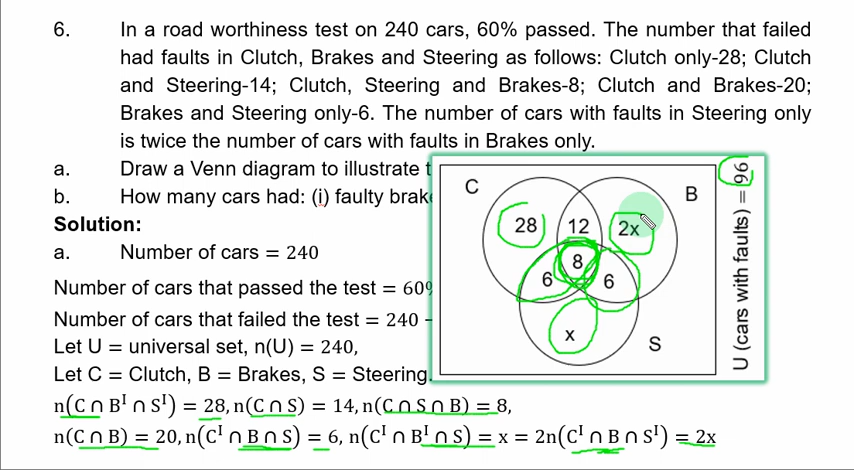 6. In a road worthiness test on 240 cars, 60% passed. The number that failed
had faults in Clutch, Brakes and Steering as follows: Clutch only-28; Clutch
and Steering-14; Clutch, Steering and Brakes-8; Clutch and Brakes-20;
Brakes and Steering only-6. The number of cars with faults in Steering only
is twice the number of cars with faults in Brakes only.
a. Draw a Venn diagram to illustrate
b. How many cars had: (i) faulty
Solution:
a. Number of cars = 240
Number of cars that passed the test = 60
Number of cars that failed the test = 240 −
Let U = universal set, n(U) = 240,
Let C = Clutch, B = Brakes, S = Steering.
n(C ∩ Bᴵ ∩ Sᴵ) = 28, n(C ∩ S) = 14, n(C ∩ S ∩ B) = 8,
n(C ∩ B) = 20, n(Cᴵ ∩ B ∩ S) = 6, n(Cᴵ ∩ Bᴵ ∩ S) = x = 2n(Cᴵ ∩ B ∩ Sᴵ) = 2x
C
B
28
12
2x
8
6
6
x
S
U (cars with faults) = 96